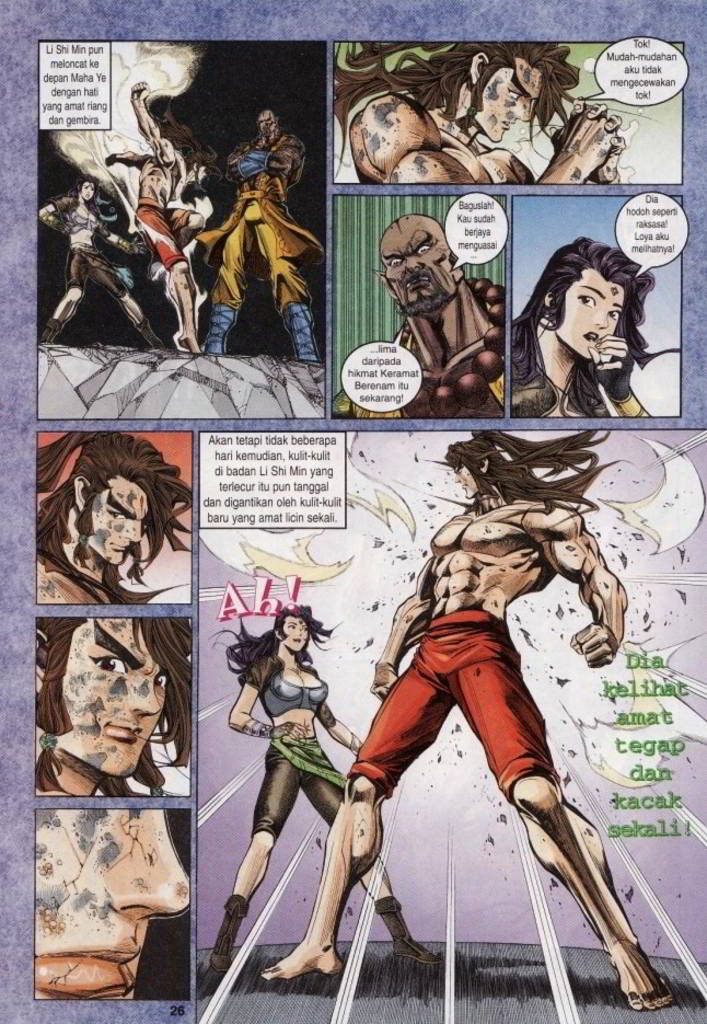 Li Shi Min pun
meloncat ke
depan Maha Ye
dengan hati
yang amat riang
dan gembira.
Tok!
Mudah-mudahan
aku tidak
mengecewakan
tok!
Baguslah!
Kau sudah
berjaya
menguasai
...
...lima
daripada
hikmat Keramat
Berenam itu
sekarang!
Dia
hodoh seperti
raksasa!
Loya aku
melihatnya!
Akan tetapi tidak beberapa
hari kemudian, kulit-kulit
di badan Li Shi Min yang
terlecur itu pun tanggal
dan digantikan oleh kulit-kulit
baru yang amat licin sekali.
Ah!
Dia
kelihat
amat
tegap
dan
kacak
sekali!
26